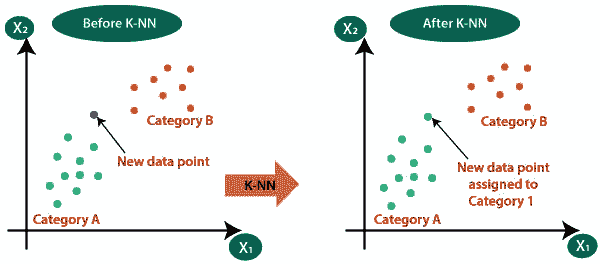 Before K-NN
X₂
Category B
New data point
Category A
X₁
K-NN
After K-NN
X₂
Category B
New data point
assigned to
Category 1
Category A
X₁